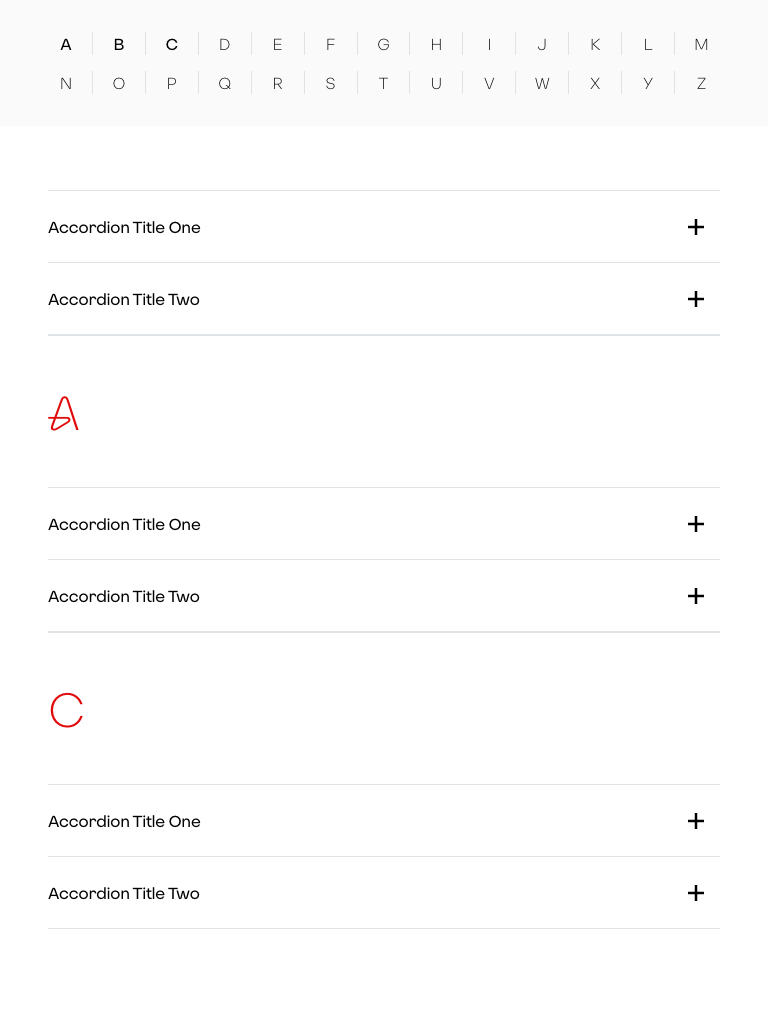 A B C D E F G H I J K L M
N O P Q R S T U V W X Y Z
Accordion Title One
Accordion Title Two
A
Accordion Title One
Accordion Title Two
C
Accordion Title One
Accordion Title Two